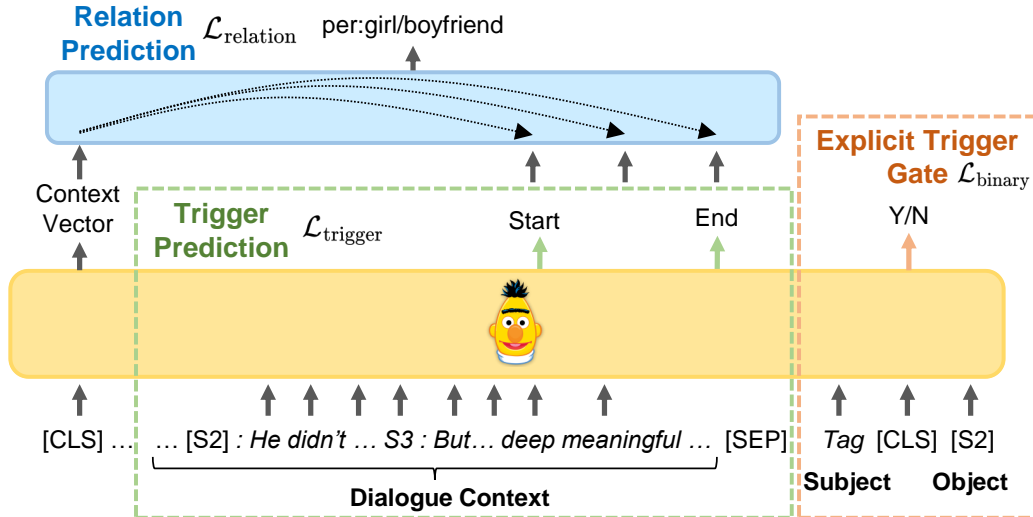 Relation
Prediction
ℒrelation
per:girl/boyfriend
Explicit Trigger
Gate ℒbinary
Context
Vector
Trigger
Prediction
ℒtrigger
Start
End
Y/N
[CLS] … … [S2] : He didn't … S3 : But… deep meaningful … [SEP] Tag [CLS] [S2]
Subject Object
Dialogue Context